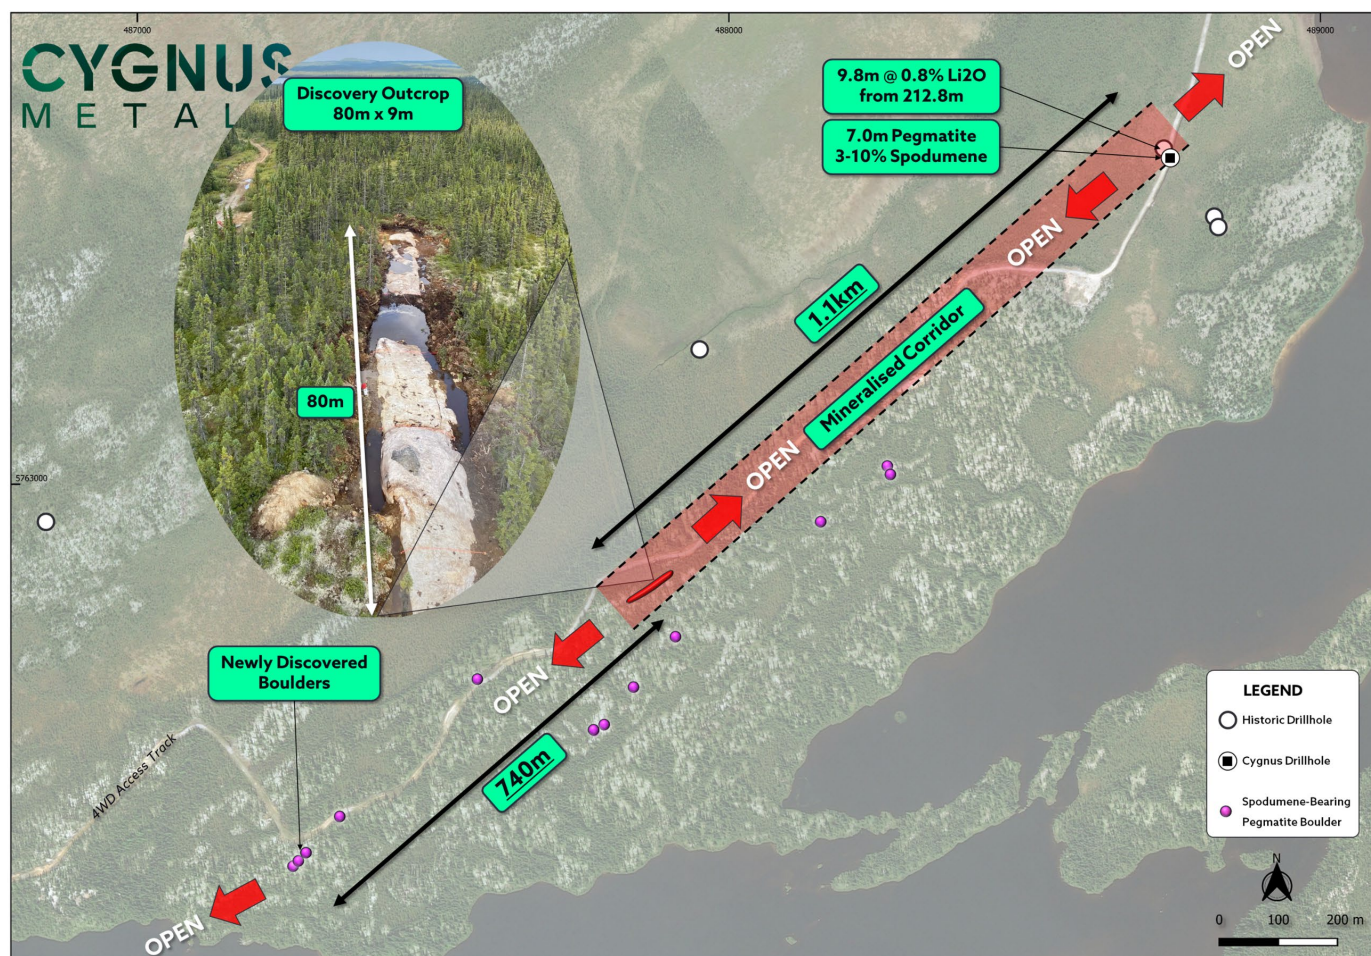 487000
488000
489000
CYGNUS
METAL
Discovery Outcrop
80m x 9m
9.8m @ 0.8% Li2O
from 212.8m
7.0m Pegmatite
3-10% Spodumene
OPEN
OPEN
1.1km
Mineralised Corridor
80m
OPEN
5763000
Newly Discovered
Boulders
OPEN
740m
4WD Access Track
OPEN
LEGEND
Historic Drillhole
Cygnus Drillhole
Spodumene-Bearing
Pegmatite Boulder
N
0 100 200 m